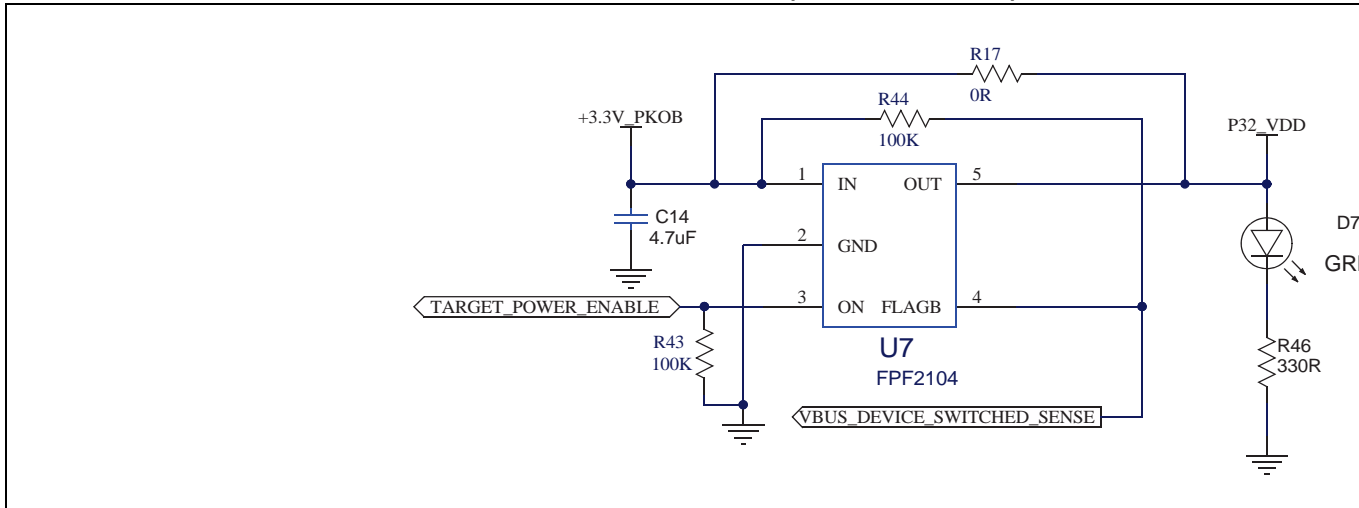 R17
0R
R44
100K
+3.3V_PKOB
P32_VDD
1 IN OUT 5
C14
4.7uF
2 GND
D7
TARGET_POWER_ENABLE
3 ON FLAGB 4
R43
100K
U7
FPF2104
R46
330R
VBUS_DEVICE_SWITCHED_SENSE